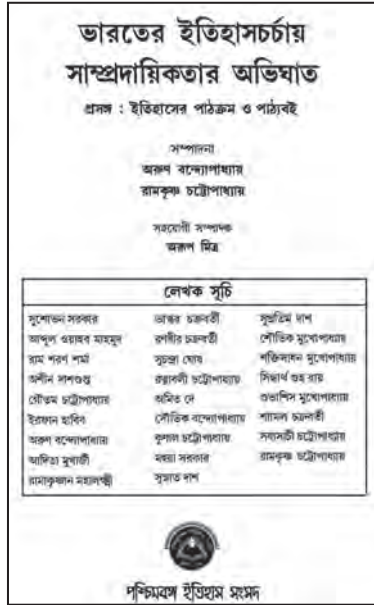 ভারতের ইতিহাসচর্চায়
সাম্প্রদায়িকতার অভিঘাত
প্রসঙ্গ : ইতিহাসের পাঠক্রম ও পাঠ্যবই
সম্পাদনা
অরুণ বন্দ্যোপাধ্যায়
রামকৃষ্ণ চট্টোপাধ্যায়
সহযোগী সম্পাদক
অরূপ মিত্র
লেখক সূচি
সুশোভন সরকার
আব্দুল ওয়াহব মাহমুদ
রাম শরণ শর্মা
অশীন দাশগুপ্ত
গৌতম চট্টোপাধ্যায়
ইরফান হাবিব
অরুণ বন্দ্যোপাধ্যায়
আদিত্য মুখার্জী
রামাকৃষ্ণান মহালক্ষ্মী
ভাস্কর চক্রবর্তী
রণবীর চক্রবর্তী
সুচন্দ্রা ঘোষ
রত্নাবলী চট্টোপাধ্যায়
অমিত দে
সৌভিক বন্দ্যোপাধ্যায়
কুণাল চট্টোপাধ্যায়
মহুয়া সরকার
সুস্নাত দাশ
সুপ্রতিম দাশ
শৌভিক মুখোপাধ্যায়
শক্তিসাধন মুখোপাধ্যায়
সিদ্ধার্থ গুহ রায়
শুভাশিস মুখোপাধ্যায়
শ্যামল চক্রবর্তী
সব্যসাচী চট্টোপাধ্যায়
রামকৃষ্ণ চট্টোপাধ্যায়
পশ্চিমবঙ্গ ইতিহাস সংসদ